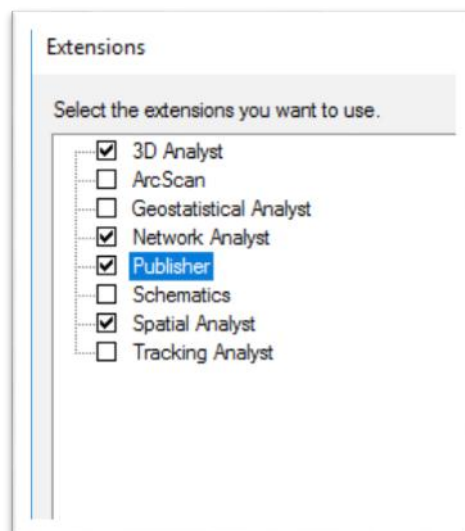 Extensions
Select the extensions you want to use.
3D Analyst
ArcScan
Geostatistical Analyst
Network Analyst
Publisher
Schematics
Spatial Analyst
Tracking Analyst